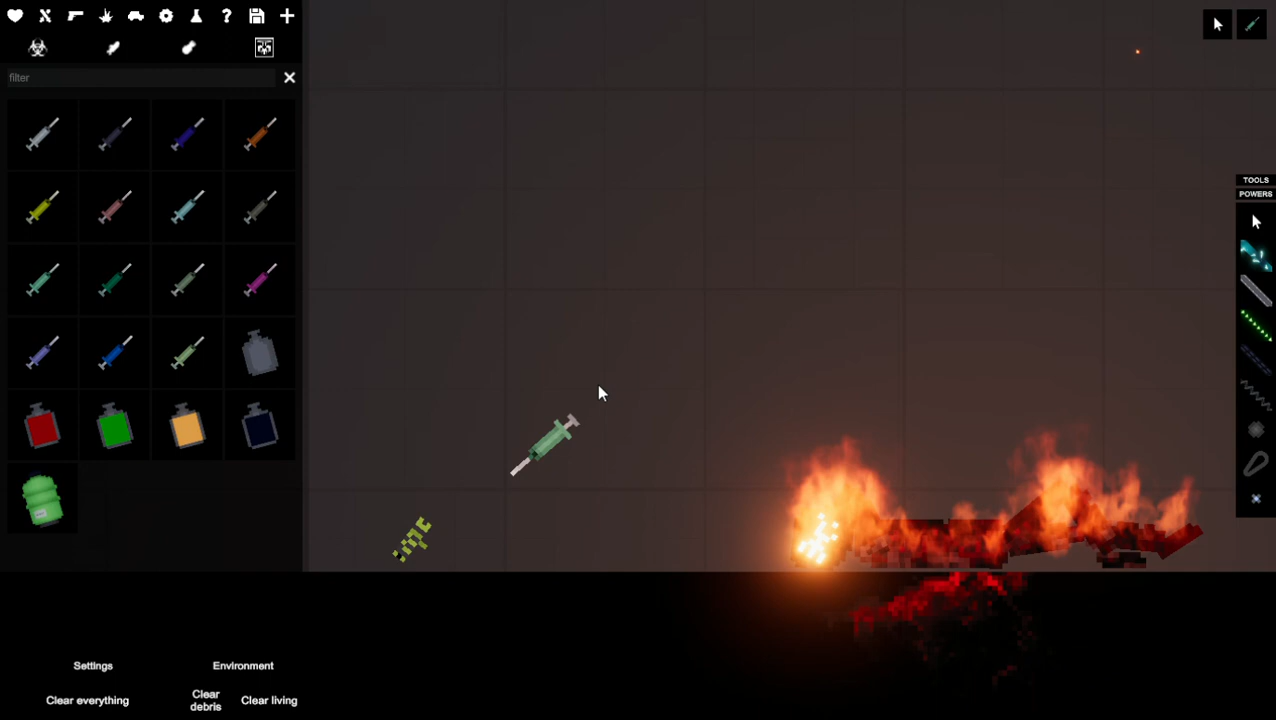 filter
TOOLS
POWERS
Settings
Environment
Clear everything
Clear
debris
Clear living